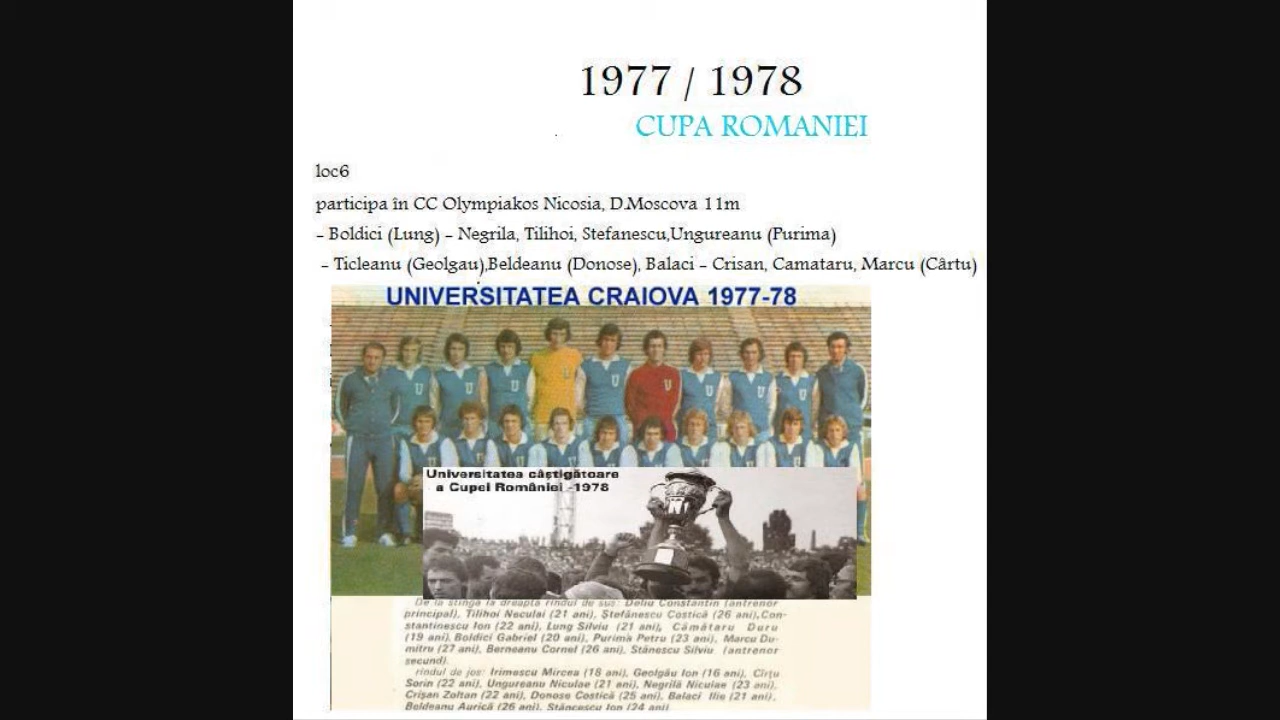 1977 / 1978
CUPA ROMANIEI
loc6
participa în CC Olympiakos Nicosia, D.Moscova 11m
- Boldici (Lung) - Negrila, Tilihoi, Stefanescu,Ungureanu (Purima)
- Ticleanu (Geolgau),Beldeanu (Donose), Balaci - Crisan, Camataru, Marcu (Cârtu)
UNIVERSITATEA CRAIOVA 1977-78
Universitatea câştigătoare
a Cupei României -1978
De la stînga la dreapta rîndul de sus: Deliu Constantin (antrenor
principal), Tilihoi Neculai (21 ani), Ştefănescu Costică (26 ani),Con-
stantinescu Ion (22 ani), Lung Silviu (21 ani), Cămătaru Duru
(19 ani), Boldici Gabriel (20 ani), Purima Petru (23 ani), Marcu Du-
mitru (27 ani), Berneanu Cornel (26 ani), Stănescu Silviu (antrenor
secund).
rîndul de jos: Irimescu Mircea (18 ani), Geolgău Ion (16 ani), Cîrţu
Sorin (22 ani), Ungureanu Niculae (21 ani), Negrilă Niculae (23 ani),
Crişan Zoltan (22 ani), Donose Costică (25 ani), Balaci Ilie (21 ani),
Beldeanu Aurică (26 ani), Stăncescu Ion (24 ani)